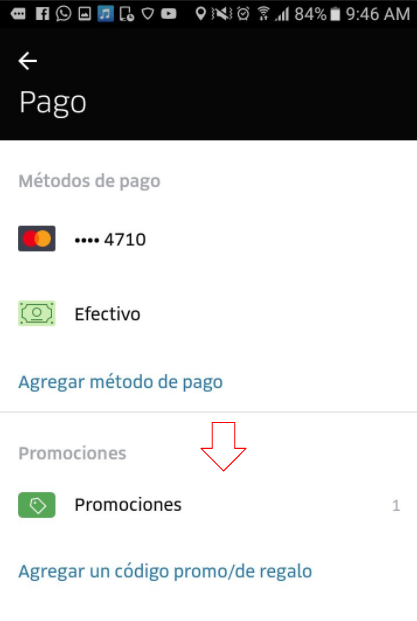 84% 9:46 AM
Pago
Métodos de pago
•••• 4710
Efectivo
Agregar método de pago
Promociones
Promociones 1
Agregar un código promo/de regalo